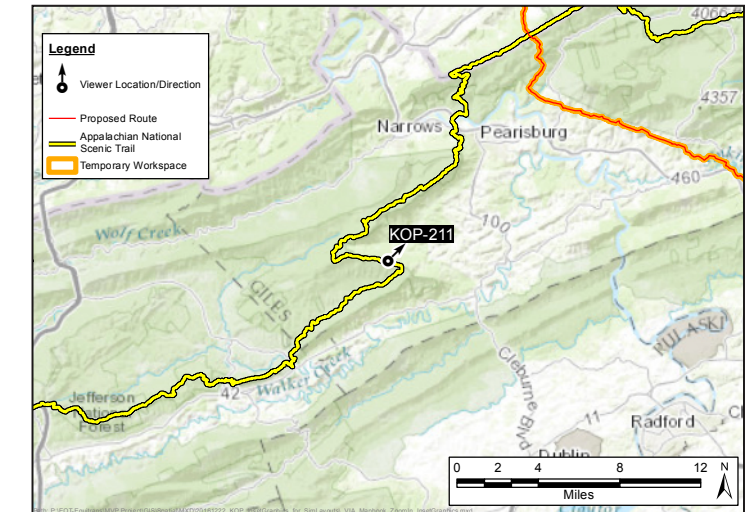 4066
Legend
Viewer Location/Direction
Proposed Route
Appalachian National
Scenic Trail
Temporary Workspace
4357
Narrows
Pearisburg
460
100
Wolf Creek
KOP-211
GILES
PULASKI
Cleburne Blvd
Jefferson
National
Forest
42
Walker Creek
11
Radford
Dublin
0 2 4 8 12
Miles
N